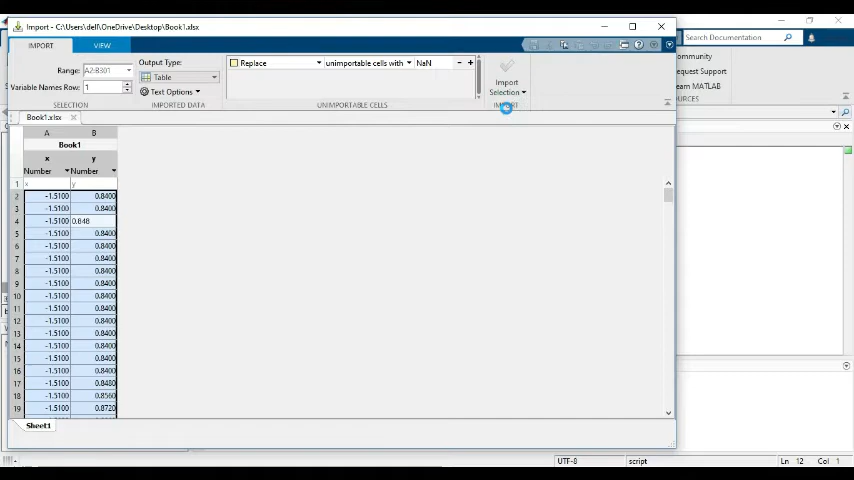 Import - C:\Users\dell\OneDrive\Desktop\Book1.xlsx
IMPORT VIEW
Search Documentation
Range: A2:B301
Variable Names Row: 1
SELECTION
Output Type:
Table
Text Options
IMPORTED DATA
Replace unimportable cells with NaN
UNIMPORTABLE CELLS
Import
Selection
IMPORT
ommunity
equest Support
earn MATLAB
OURCES
Book1.xlsx
A B
Book1
x y
Number Number
1 x y
2 -1.5100 0.8400
3 -1.5100 0.8400
4 -1.5100 0.848
5 -1.5100 0.8400
6 -1.5100 0.8400
7 -1.5100 0.8400
8 -1.5100 0.8400
9 -1.5100 0.8400
10 -1.5100 0.8400
11 -1.5100 0.8400
12 -1.5100 0.8400
13 -1.5100 0.8400
14 -1.5100 0.8400
15 -1.5100 0.8400
16 -1.5100 0.8400
17 -1.5100 0.8480
18 -1.5100 0.8560
19 -1.5100 0.8720
Sheet1
UTF-8 script Ln 12 Col 1